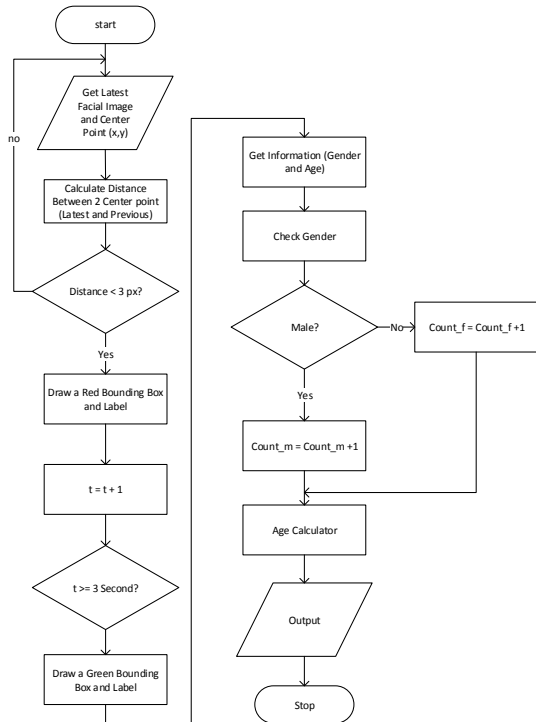 start
no
Get Latest
Facial Image
and Center
Point (x,y)
Calculate Distance
Between 2 Center point
(Latest and Previous)
Distance < 3 px?
Yes
Draw a Red Bounding Box
and Label
t = t + 1
t >= 3 Second?
Draw a Green Bounding
Box and Label
Get Information (Gender
and Age)
Check Gender
Male?
No
Count_f = Count_f +1
Yes
Count_m = Count_m +1
Age Calculator
Output
Stop